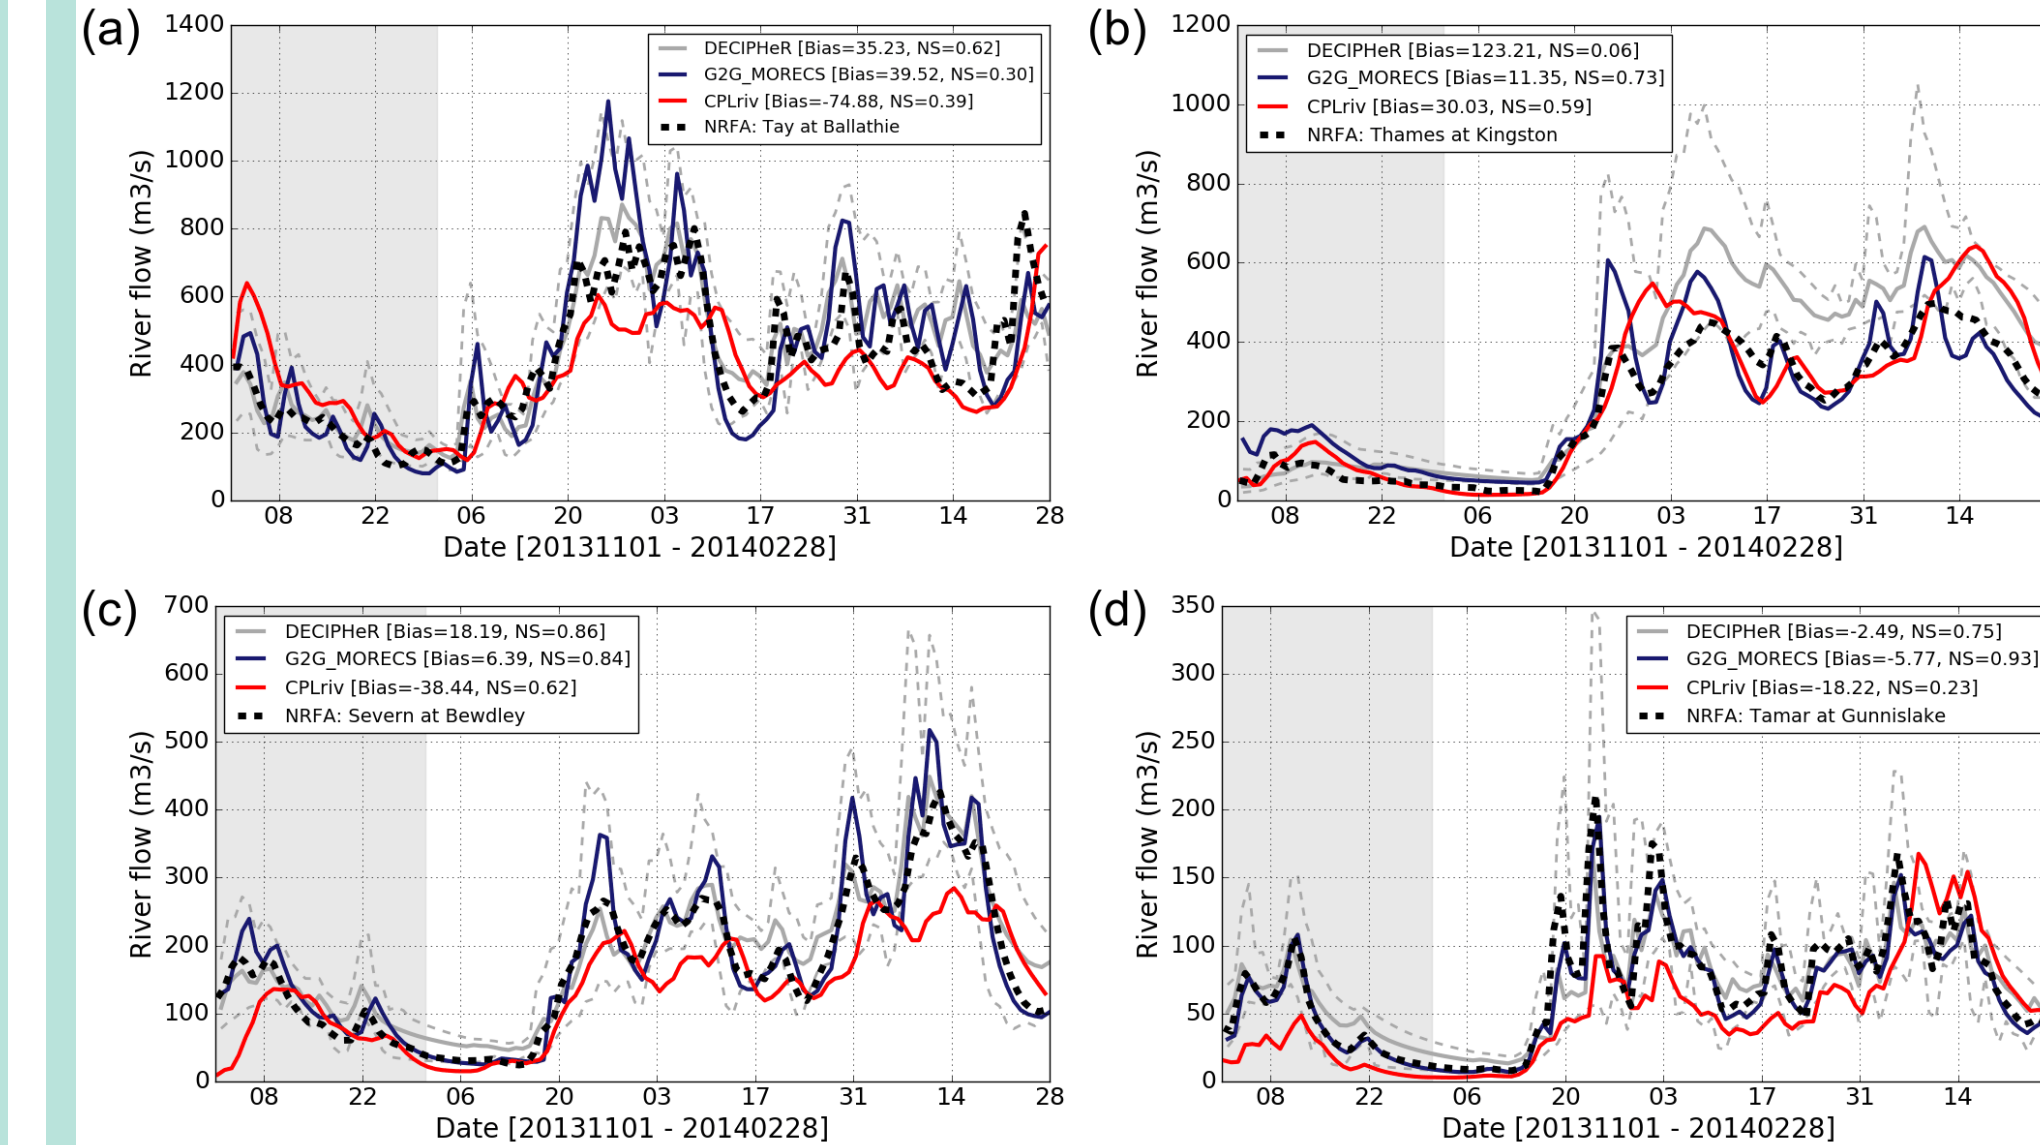 (a)
1400
1200
1000
800
600
400
200
0
River flow (m3/s)
DECIPHeR [Bias=35.23, NS=0.62]
G2G_MORECS [Bias=39.52, NS=0.30]
CPLriv [Bias=-74.88, NS=0.39]
NRFA: Tay at Ballathie
08 22 06 20 03 17 31 14 28
Date [20131101 - 20140228]
(b)
1200
1000
800
600
400
200
0
River flow (m3/s)
DECIPHeR [Bias=123.21, NS=0.06]
G2G_MORECS [Bias=11.35, NS=0.73]
CPLriv [Bias=30.03, NS=0.59]
NRFA: Thames at Kingston
08 22 06 20 03 17 31 14
Date [20131101 - 20140228]
(c)
700
600
500
400
300
200
100
0
River flow (m3/s)
DECIPHeR [Bias=18.19, NS=0.86]
G2G_MORECS [Bias=6.39, NS=0.84]
CPLriv [Bias=-38.44, NS=0.62]
NRFA: Severn at Bewdley
08 22 06 20 03 17 31 14 28
Date [20131101 - 20140228]
(d)
350
300
250
200
150
100
50
0
River flow (m3/s)
DECIPHeR [Bias=-2.49, NS=0.75]
G2G_MORECS [Bias=-5.77, NS=0.93]
CPLriv [Bias=-18.22, NS=0.23]
NRFA: Tamar at Gunnislake
08 22 06 20 03 17 31 14
Date [20131101 - 20140228]